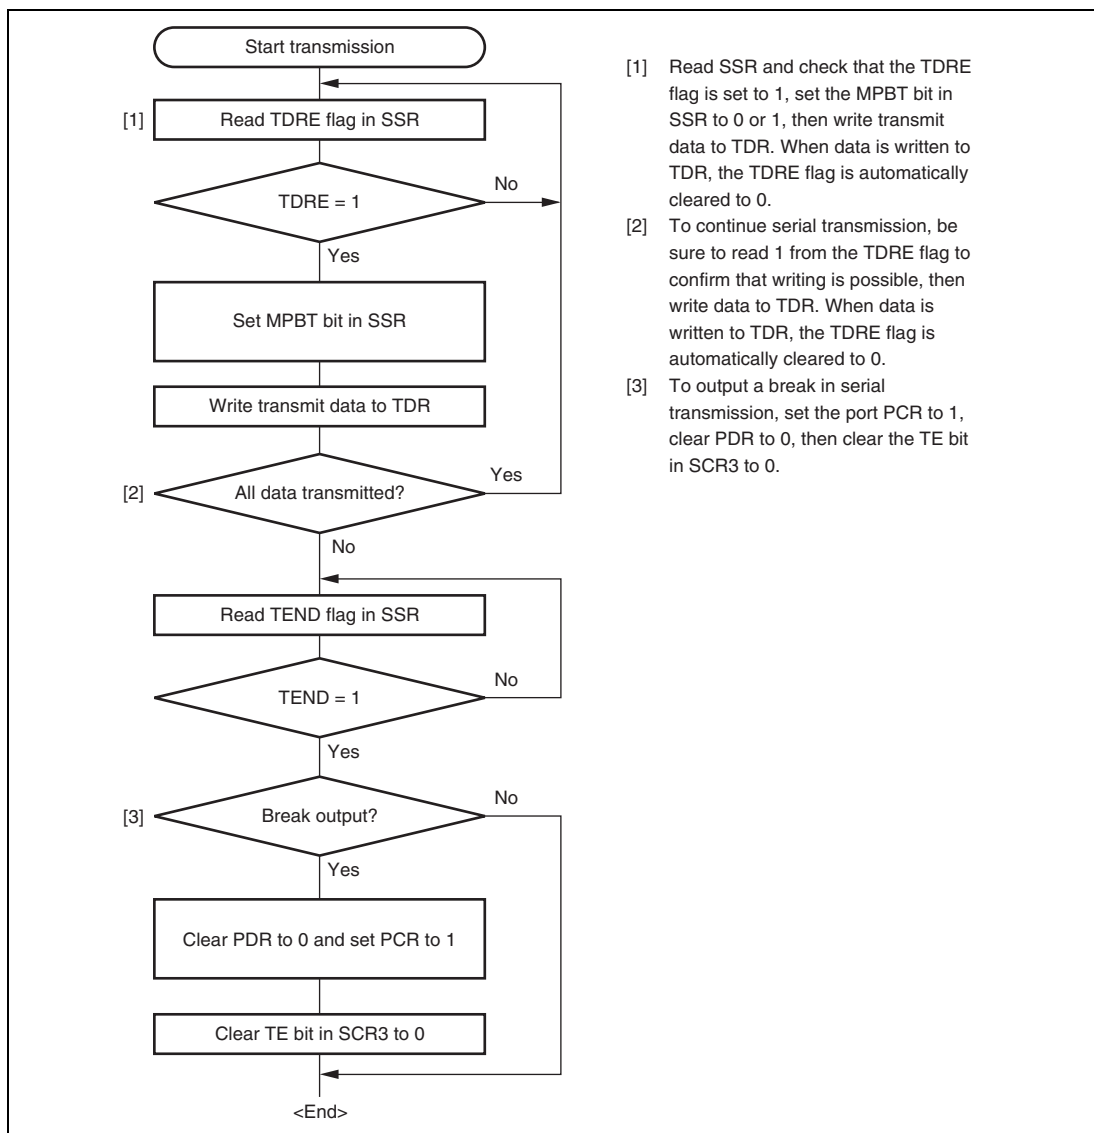 Start transmission
[1] Read TDRE flag in SSR
TDRE = 1
No
Yes
Set MPBT bit in SSR
Write transmit data to TDR
[2] All data transmitted?
Yes
No
Read TEND flag in SSR
TEND = 1
No
Yes
[3] Break output?
No
Yes
Clear PDR to 0 and set PCR to 1
Clear TE bit in SCR3 to 0
<End>
[1] Read SSR and check that the TDRE
flag is set to 1, set the MPBT bit in
SSR to 0 or 1, then write transmit
data to TDR. When data is written to
TDR, the TDRE flag is automatically
cleared to 0.
[2] To continue serial transmission, be
sure to read 1 from the TDRE flag to
confirm that writing is possible, then
write data to TDR. When data is
written to TDR, the TDRE flag is
automatically cleared to 0.
[3] To output a break in serial
transmission, set the port PCR to 1,
clear PDR to 0, then clear the TE bit
in SCR3 to 0.